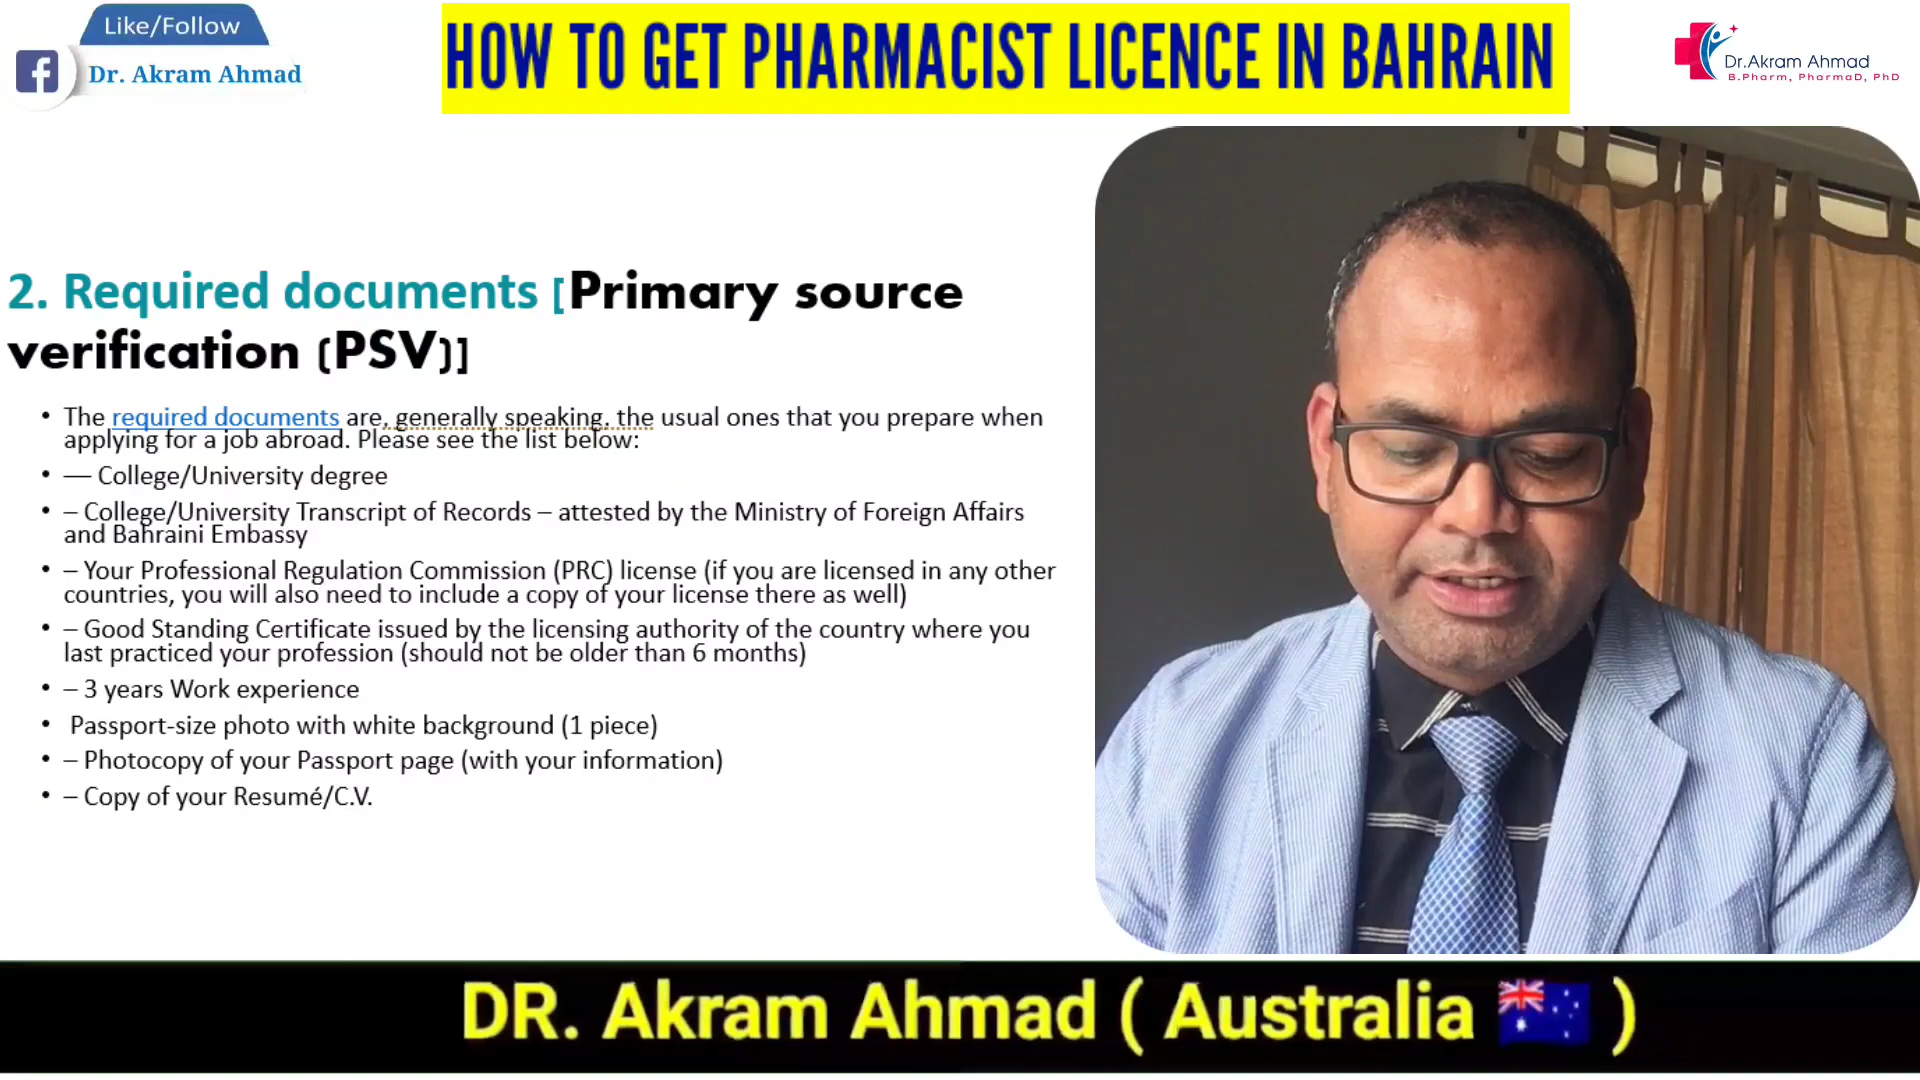 Like/Follow
Dr. Akram Ahmad
HOW TO GET PHARMACIST LICENCE IN BAHRAIN
Dr.Akram Ahmad
B.Pharm, PharmaD, PhD
2. Required documents [Primary source
verification (PSV)]
• The required documents are, generally speaking, the usual ones that you prepare when
applying for a job abroad. Please see the list below:
• — College/University degree
• – College/University Transcript of Records – attested by the Ministry of Foreign Affairs
and Bahraini Embassy
• – Your Professional Regulation Commission (PRC) license (if you are licensed in any other
countries, you will also need to include a copy of your license there as well)
• – Good Standing Certificate issued by the licensing authority of the country where you
last practiced your profession (should not be older than 6 months)
• – 3 years Work experience
• Passport-size photo with white background (1 piece)
• – Photocopy of your Passport page (with your information)
• – Copy of your Resumé/C.V.
DR. Akram Ahmad ( Australia 🇦🇺 )